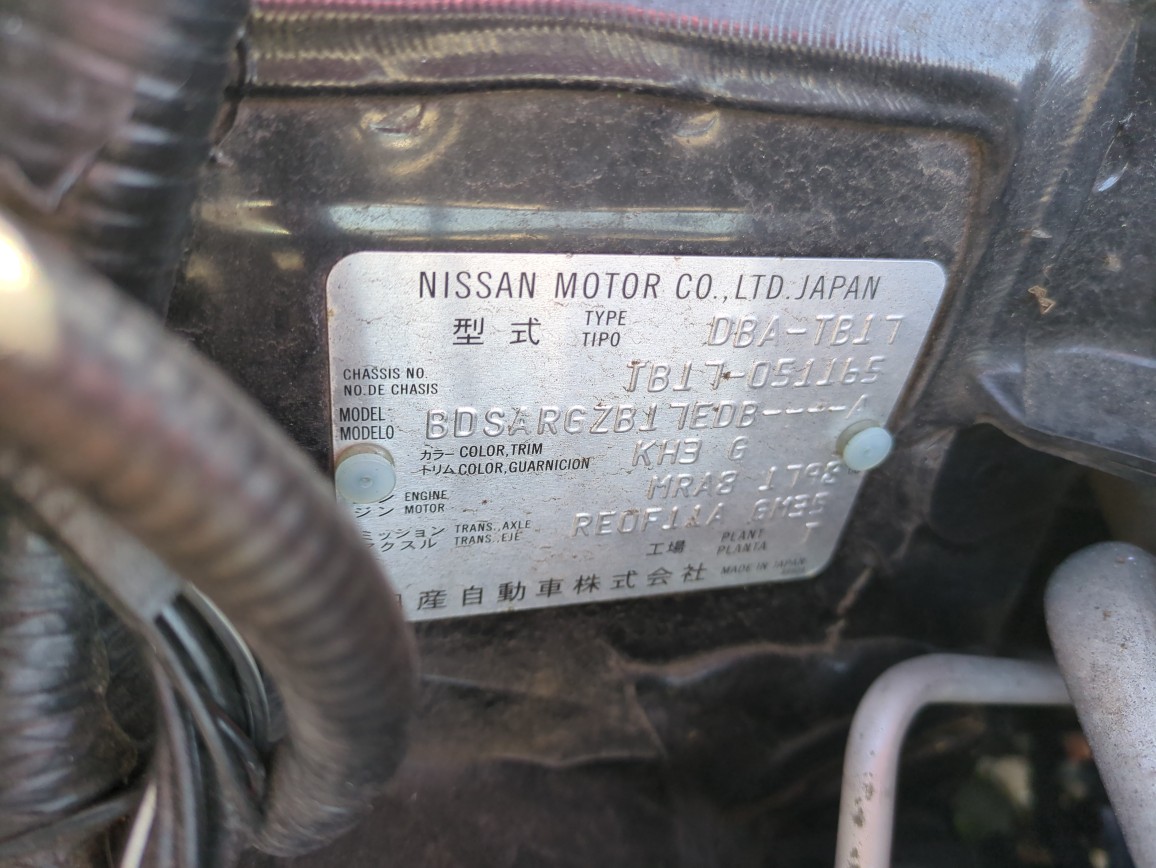 NISSAN MOTOR CO.,LTD.JAPAN
型式 TYPE TIPO DBA-TB17
CHASSIS NO. NO.DE CHASIS TB17-051165
MODEL MODELO BDSARGZB17EDB----A
カラー COLOR,TRIM
トリム COLOR,GUARNICION KH3 G
ジン ENGINE MOTOR MRA8 1798
ミッション TRANS.,AXLE
アクスル TRANS.,EJE RE0F11A GM35
工場 PLANT PLANTA T
産自動車株式会社 MADE IN JAPAN